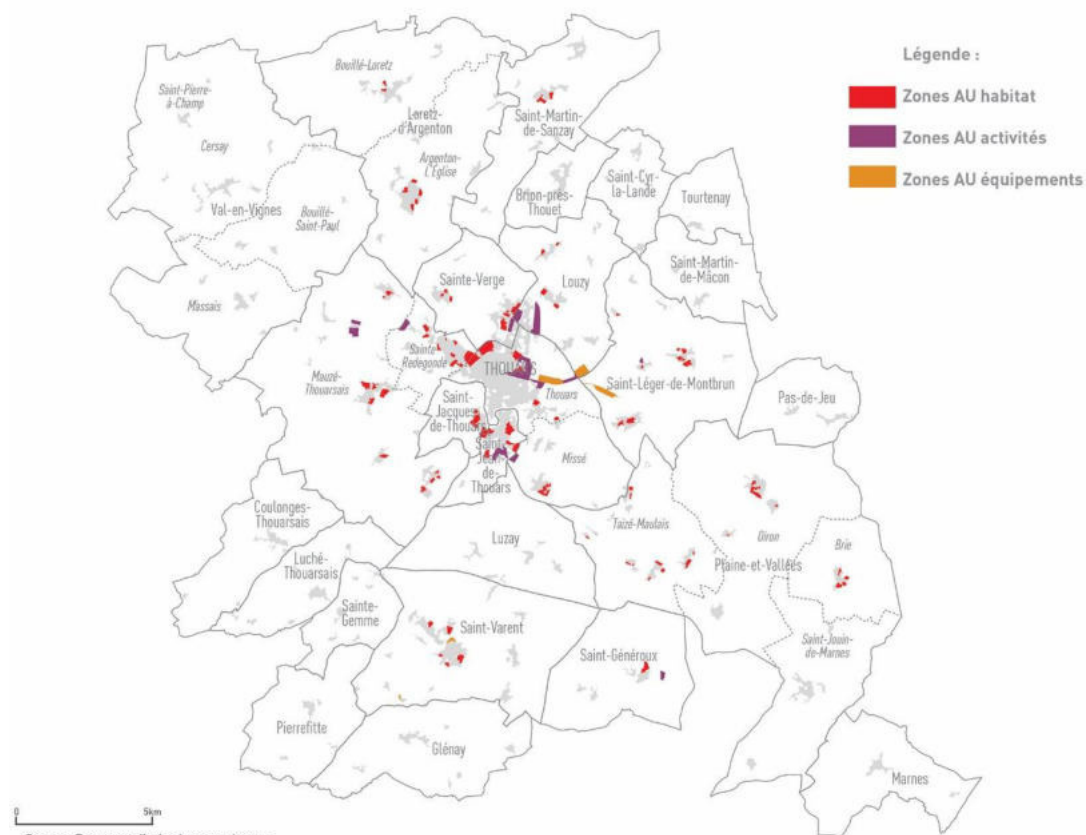 Légende :
Zones AU habitat
Zones AU activités
Zones AU équipements
Bouillé-Loretz
Saint-Pierre-
à-Champ
Cersay
Loretz-
d'Argenton
Saint-Martin-
de-Sanzay
Argenton-
L'Église
Saint-Cyr-
la-Lande
Brion-près-
Thouet
Tourtenay
Val-en-Vignes
Bouillé-
Saint-Paul
Saint-Martin-
de-Mâcon
Massais
Sainte-Verge
Louzy
Sainte-
Radegonde
THOUARS
Mauzé-
Thouarsais
Thouars
Saint-Léger-de-Montbrun
Pas-de-Jeu
Saint-
Jacques-
de-Thouars
Saint-
Jean-
de-
Thouars
Missé
Coulonges-
Thouarsais
Taizé-Maulais
Oiron
Brie
Luzay
Luché-
Thouarsais
Plaine-et-Vallées
Sainte-
Gemme
Saint-Varent
Saint-Généroux
Saint-Jouin-
de-Marnes
Pierrefitte
Glénay
Marnes
0 5km